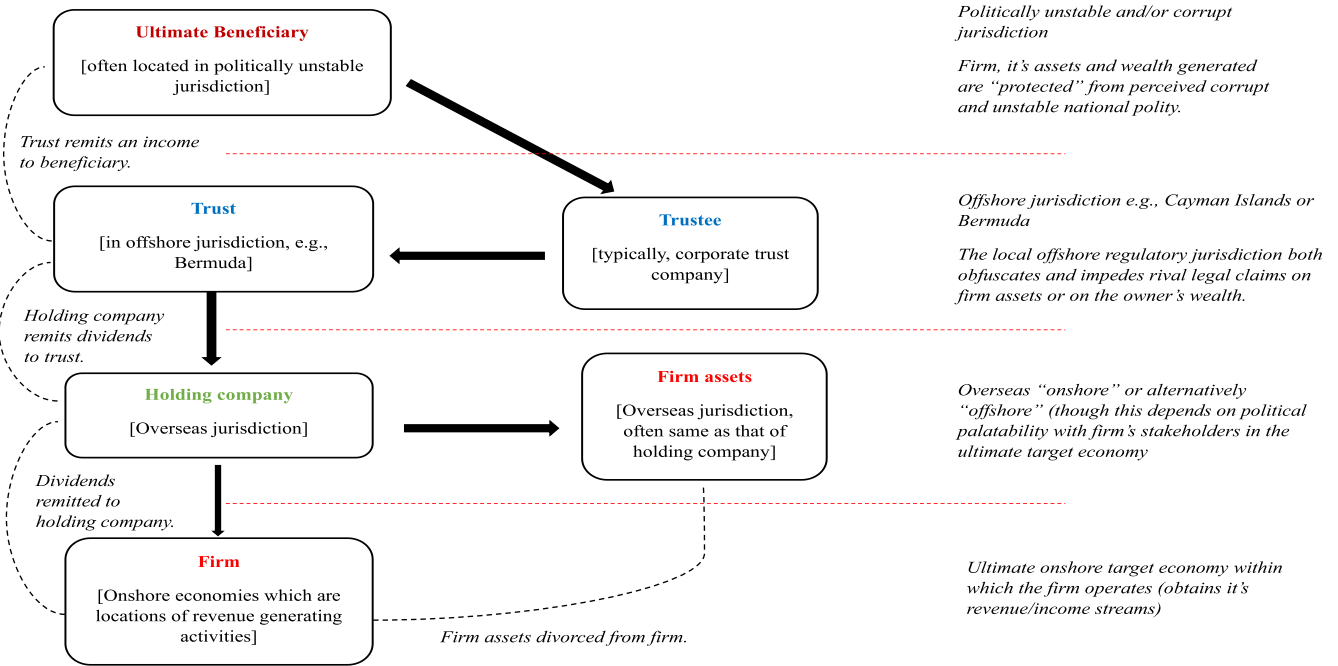 Ultimate Beneficiary
[often located in politically unstable
jurisdiction]
Politically unstable and/or corrupt
jurisdiction
Firm, it's assets and wealth generated
are “protected” from perceived corrupt
and unstable national polity.
Trust remits an income
to beneficiary.
Trust
[in offshore jurisdiction, e.g.,
Bermuda]
Trustee
[typically, corporate trust
company]
Offshore jurisdiction e.g., Cayman Islands or
Bermuda
The local offshore regulatory jurisdiction both
obfuscates and impedes rival legal claims on
firm assets or on the owner's wealth.
Holding company
remits dividends
to trust.
Holding company
[Overseas jurisdiction]
Firm assets
[Overseas jurisdiction,
often same as that of
holding company]
Overseas “onshore” or alternatively
“offshore” (though this depends on political
palatability with firm's stakeholders in the
ultimate target economy
Dividends
remitted to
holding company.
Firm
[Onshore economies which are
locations of revenue generating
activities]
Firm assets divorced from firm.
Ultimate onshore target economy within
which the firm operates (obtains it's
revenue/income streams)